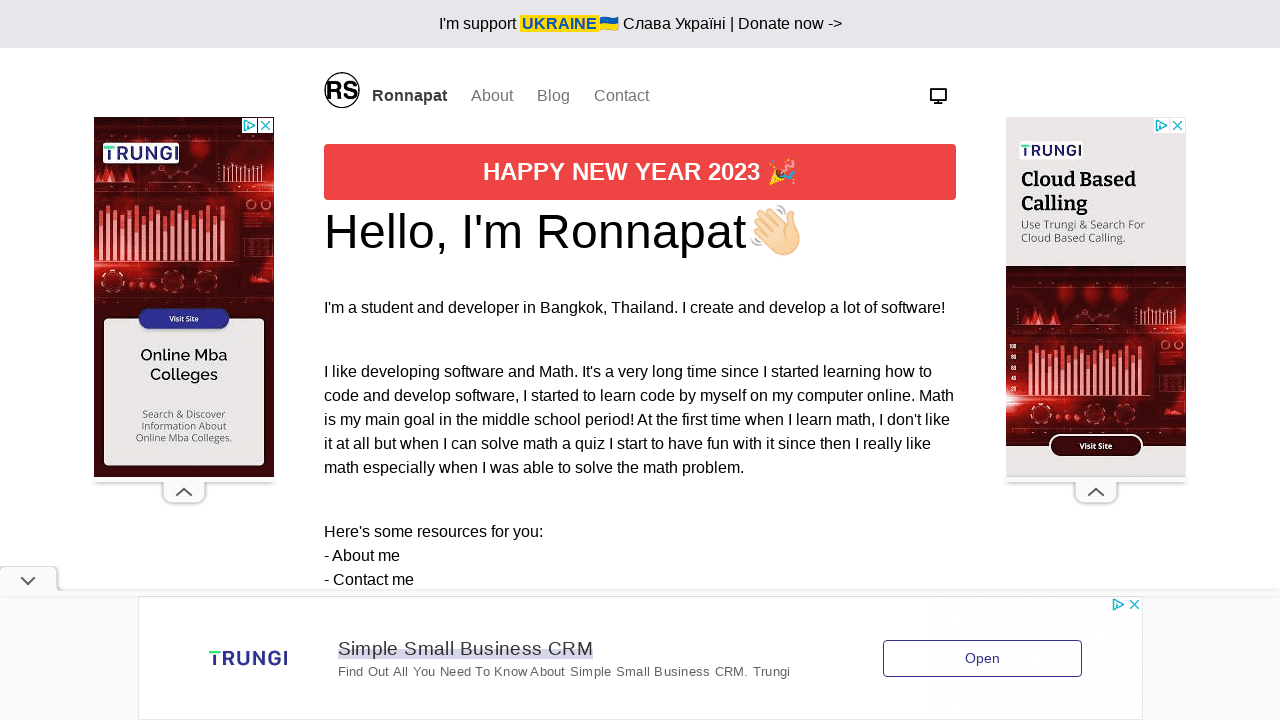 I'm support UKRAINE🇺🇦 Слава Україні | Donate now ->
RS Ronnapat About Blog Contact
HAPPY NEW YEAR 2023 🎉
Hello, I'm Ronnapat👋🏻
I'm a student and developer in Bangkok, Thailand. I create and develop a lot of software!
I like developing software and Math. It's a very long time since I started learning how to
code and develop software, I started to learn code by myself on my computer online. Math
is my main goal in the middle school period! At the first time when I learn math, I don't like
it at all but when I can solve math a quiz I start to have fun with it since then I really like
math especially when I was able to solve the math problem.
Here's some resources for you:
- About me
- Contact me
TRUNGI
Visit Site
Online Mba
Colleges
Search & Discover
Information About
Online Mba Colleges.
TRUNGI
Cloud Based
Calling
Use Trungi & Search For
Cloud Based Calling.
100
80
60
40
20
Visit Site
TRUNGI
Simple Small Business CRM
Find Out All You Need To Know About Simple Small Business CRM. Trungi
Open